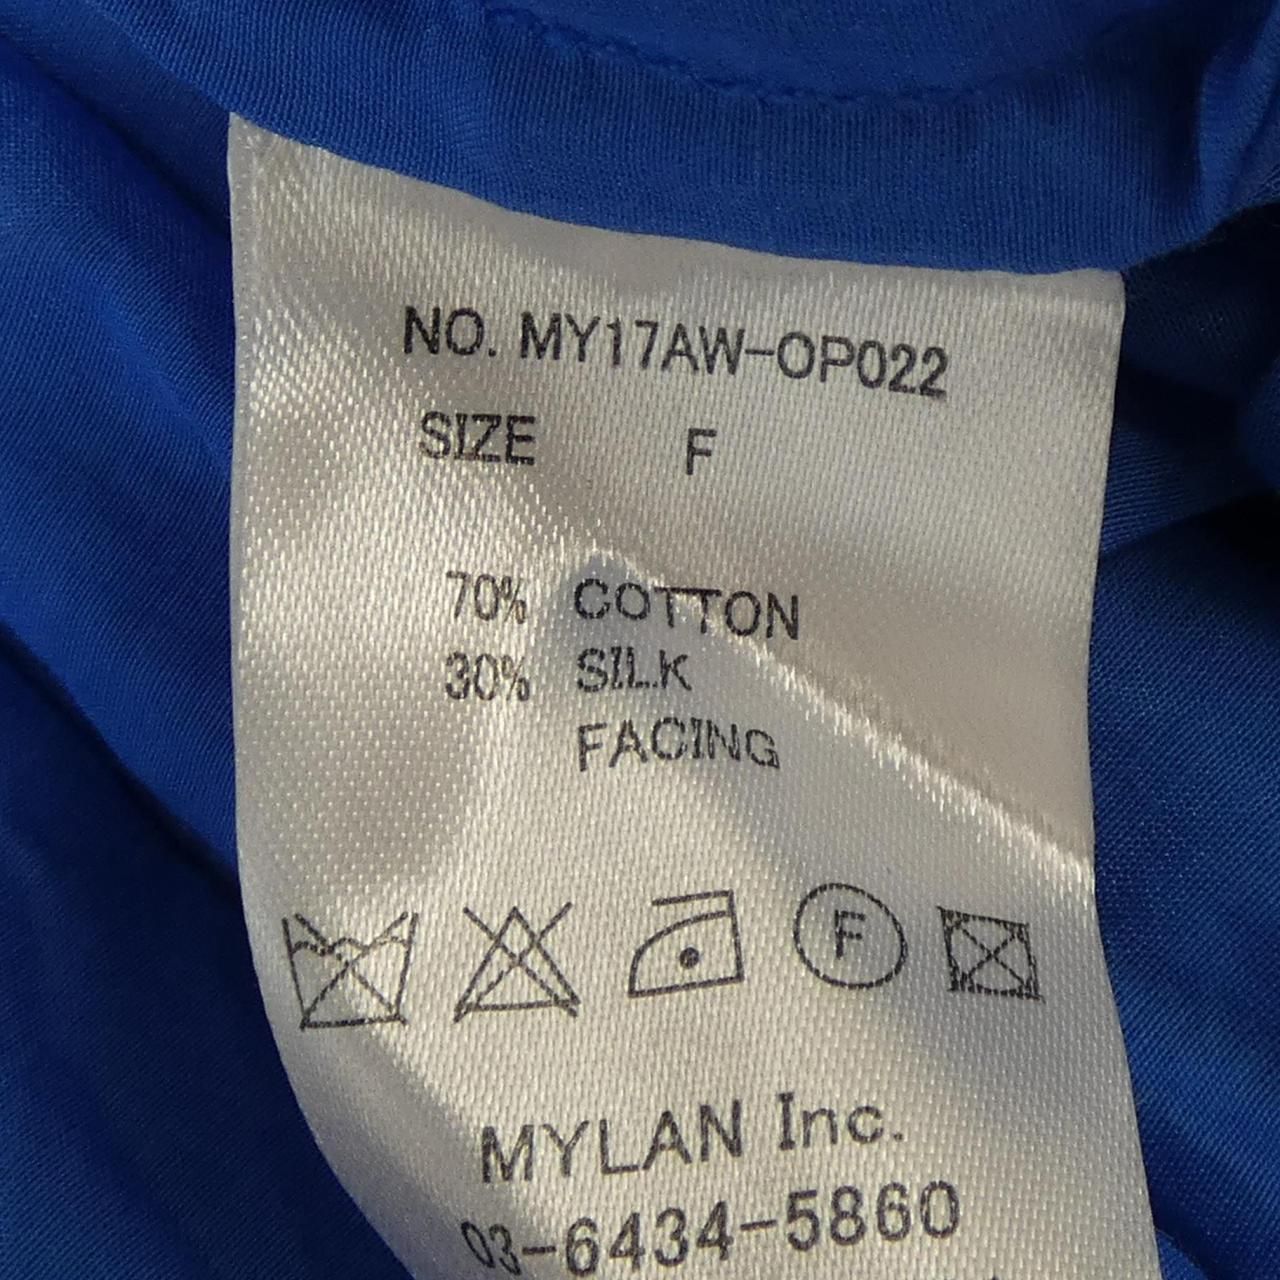 NO. MY17AW-OP022
SIZE F
70% COTTON
30% SILK
FACING
F
MYLAN Inc.
03-6434-5860